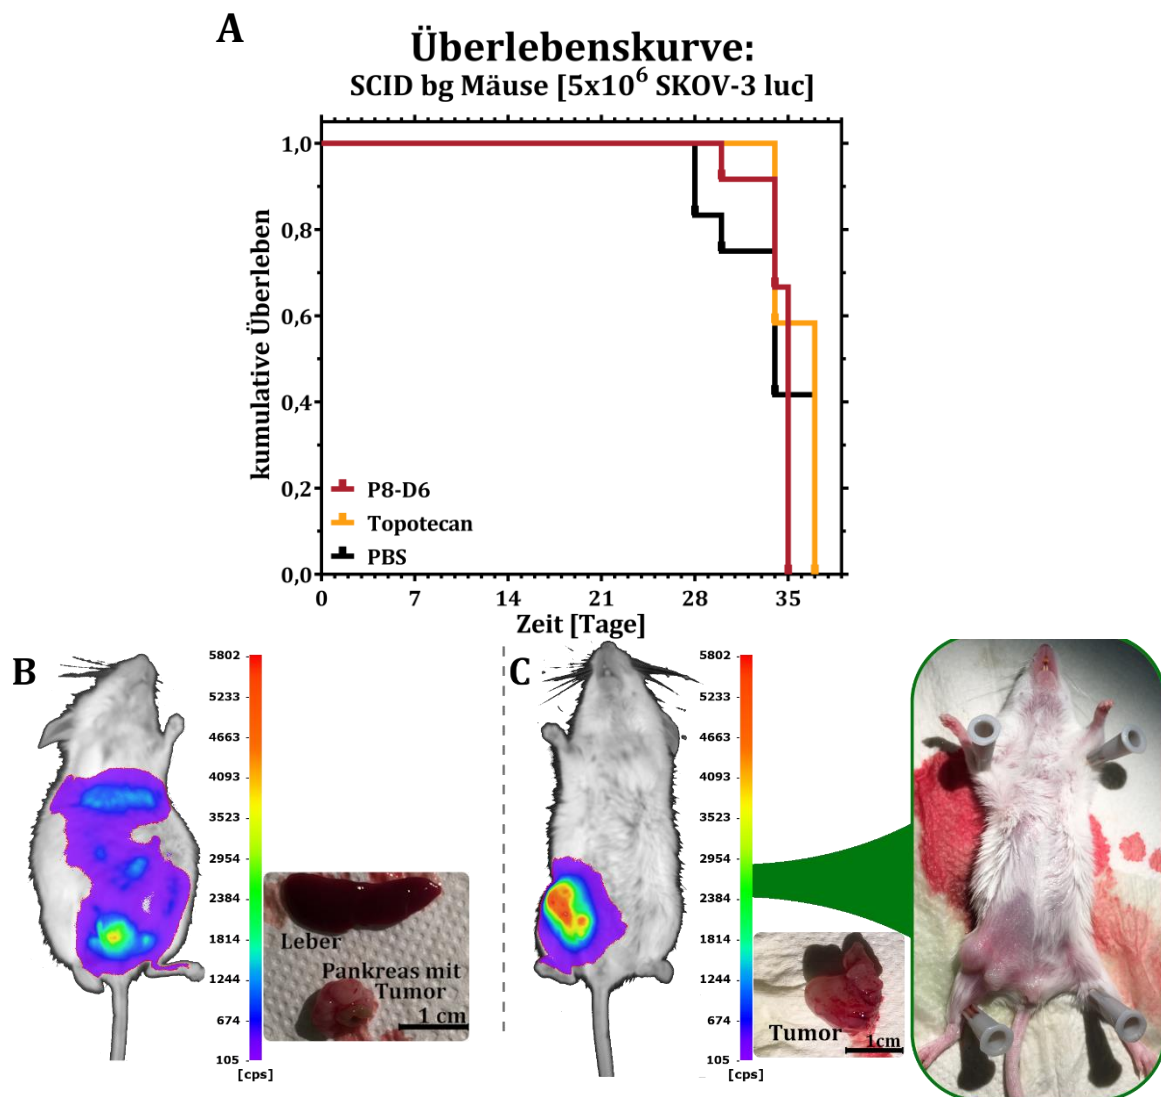 A
Überlebenskurve:
SCID bg Mäuse [5x10⁶ SKOV-3 luc]
kumulative Überleben
1,0
0,8
0,6
0,4
0,2
0,0
P8-D6
Topotecan
PBS
0 7 14 21 28 35
Zeit [Tage]
B
5802
5233
4663
4093
3523
2954
2384
1814
1244
674
105
[cps]
Leber
Pankreas mit
Tumor
1 cm
C
5802
5233
4663
4093
3523
2954
2384
1814
1244
674
105
[cps]
Tumor
1cm